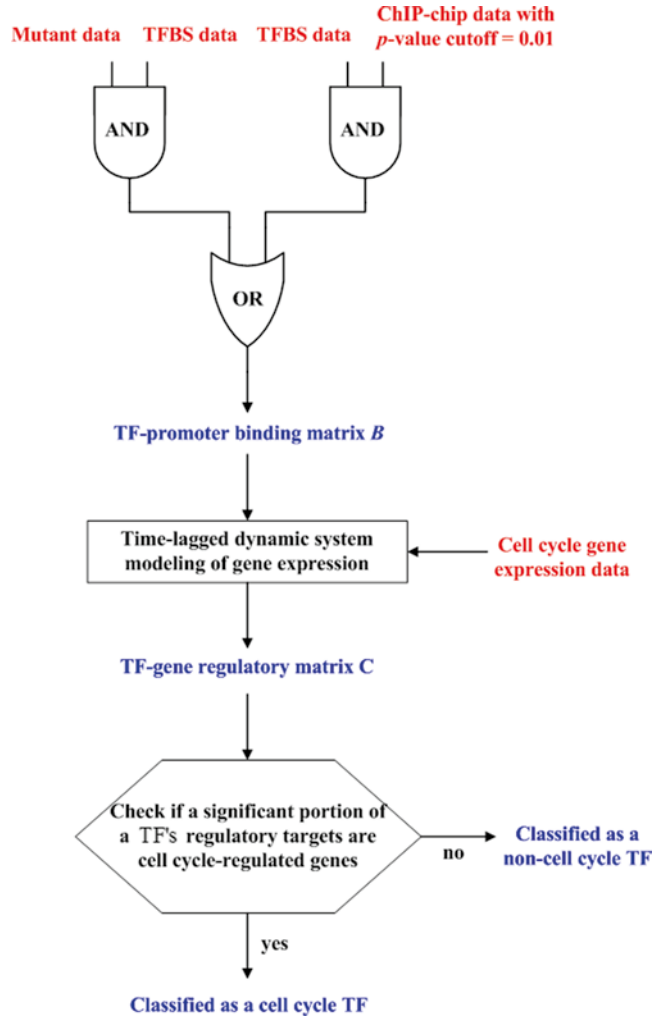 Mutant data
TFBS data
TFBS data
ChIP-chip data with
p-value cutoff = 0.01
AND
AND
OR
TF-promoter binding matrix B
Time-lagged dynamic system
modeling of gene expression
Cell cycle gene
expression data
TF-gene regulatory matrix C
Check if a significant portion of
a TF's regulatory targets are
cell cycle-regulated genes
no
Classified as a
non-cell cycle TF
yes
Classified as a cell cycle TF